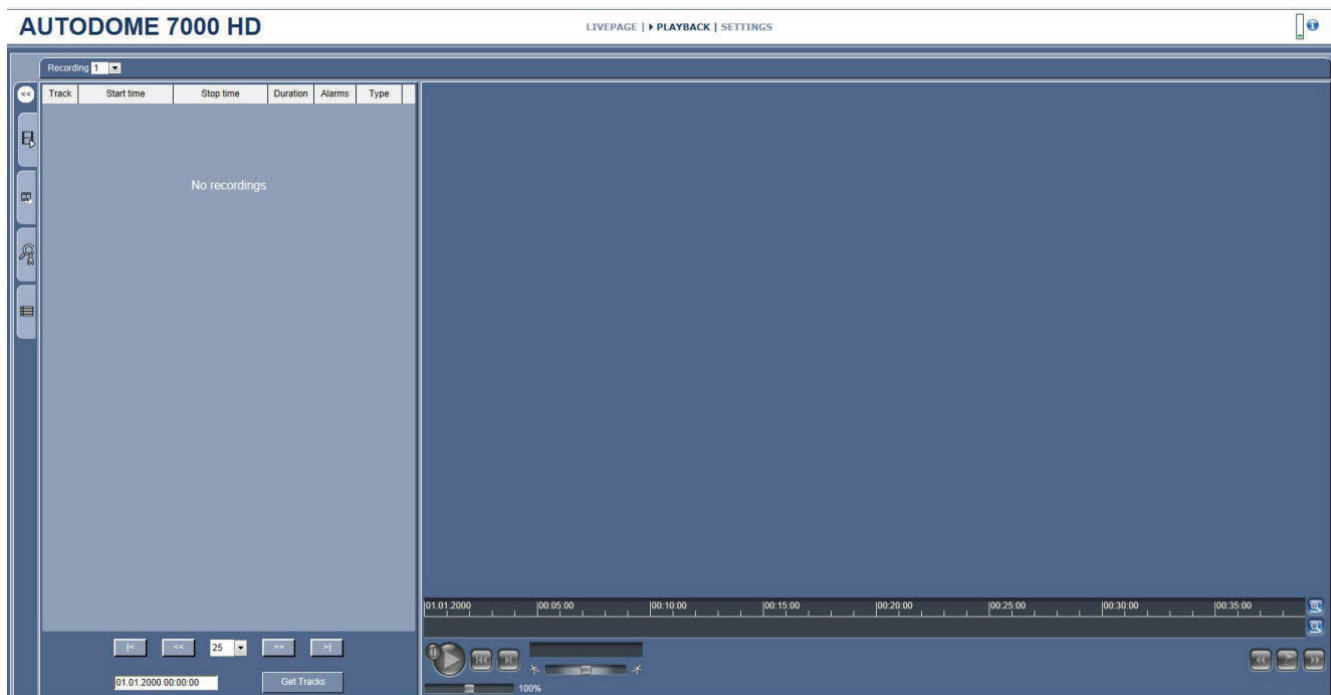 AUTODOME 7000 HD
LIVEPAGE | PLAYBACK | SETTINGS
Recording 1
<<
Track Start time Stop time Duration Alarms Type
No recordings
01.01.2000 00:05:00 00:10:00 00:15:00 00:20:00 00:25:00 00:30:00 00:35:00
|< << 25 >> >|
01.01.2000 00:00:00 Get Tracks
100%